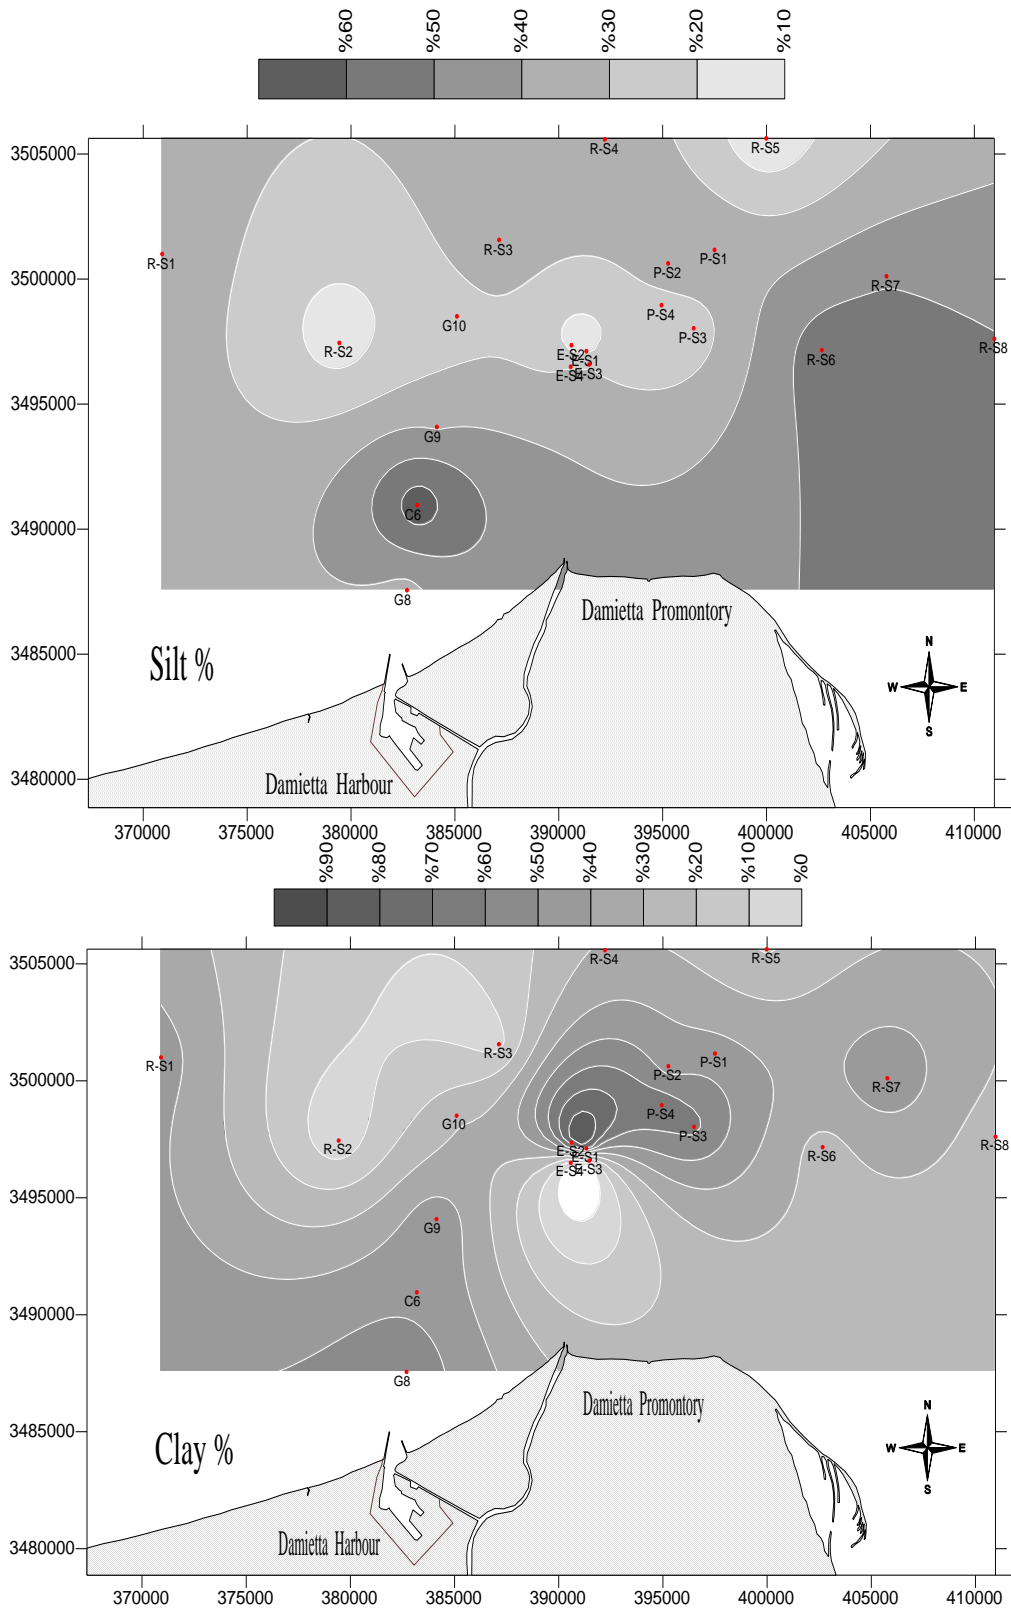 %60 %50 %40 %30 %20 %10
3505000
R-S4 R-S5
R-S3 P-S1
R-S1 P-S2
3500000
R-S7
P-S4
G10 P-S3
R-S2 E-S2 R-S6 R-S8
E-S1
E-S4 E-S3
3495000
G9
C6
3490000
G8
Damietta Promontory
3485000
Silt %
N
W E
S
3480000
Damietta Harbour
370000 375000 380000 385000 390000 395000 400000 405000 410000
%90 %80 %70 %60 %50 %40 %30 %20 %10 %0
3505000
R-S4 R-S5
R-S3 P-S1
R-S1 P-S2
3500000
R-S7
P-S4
G10 P-S3
R-S2 E-S2 R-S6 R-S8
E-S1
E-S4 E-S3
3495000
G9
C6
3490000
G8
Damietta Promontory
3485000
Clay %
N
W E
S
3480000
Damietta Harbour
370000 375000 380000 385000 390000 395000 400000 405000 410000